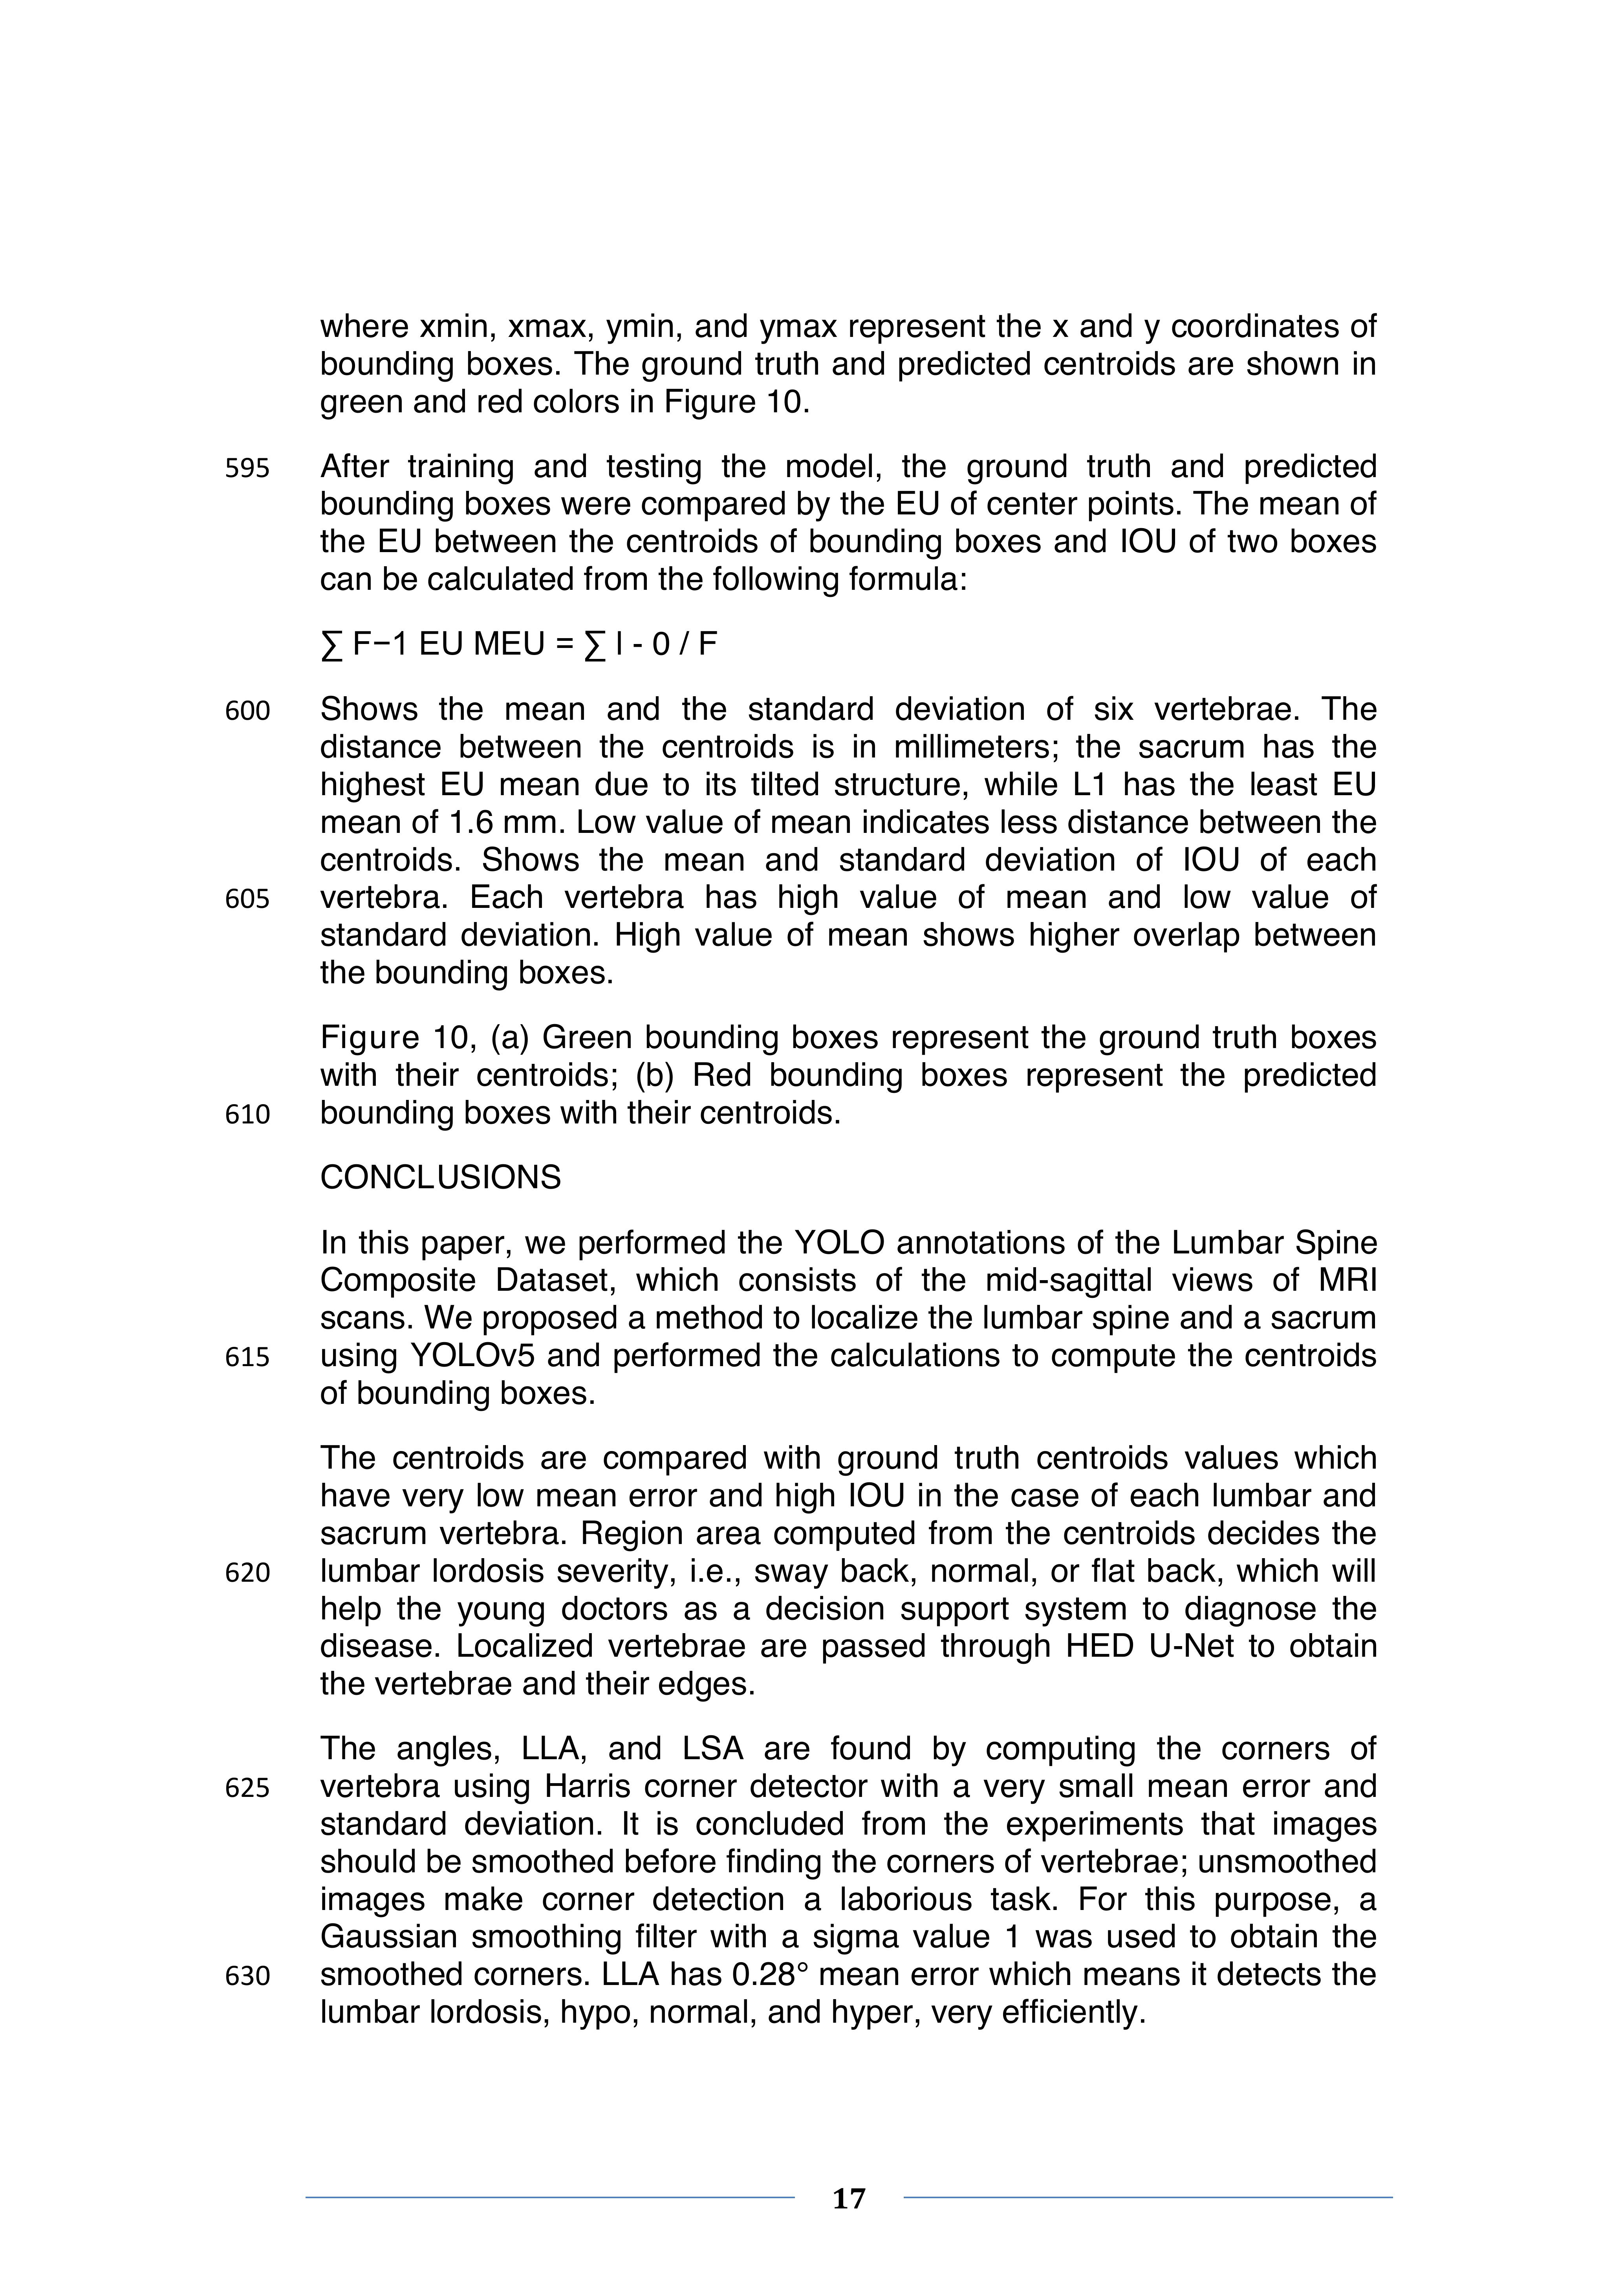 where xmin, xmax, ymin, and ymax represent the x and y coordinates of
bounding boxes. The ground truth and predicted centroids are shown in
green and red colors in Figure 10.
595 After training and testing the model, the ground truth and predicted
bounding boxes were compared by the EU of center points. The mean of
the EU between the centroids of bounding boxes and IOU of two boxes
can be calculated from the following formula:
∑ F−1 EU MEU = ∑ I - 0 / F
600 Shows the mean and the standard deviation of six vertebrae. The
distance between the centroids is in millimeters; the sacrum has the
highest EU mean due to its tilted structure, while L1 has the least EU
mean of 1.6 mm. Low value of mean indicates less distance between the
centroids. Shows the mean and standard deviation of IOU of each
605 vertebra. Each vertebra has high value of mean and low value of
standard deviation. High value of mean shows higher overlap between
the bounding boxes.
Figure 10, (a) Green bounding boxes represent the ground truth boxes
with their centroids; (b) Red bounding boxes represent the predicted
610 bounding boxes with their centroids.
CONCLUSIONS
In this paper, we performed the YOLO annotations of the Lumbar Spine
Composite Dataset, which consists of the mid-sagittal views of MRI
scans. We proposed a method to localize the lumbar spine and a sacrum
615 using YOLOv5 and performed the calculations to compute the centroids
of bounding boxes.
The centroids are compared with ground truth centroids values which
have very low mean error and high IOU in the case of each lumbar and
sacrum vertebra. Region area computed from the centroids decides the
620 lumbar lordosis severity, i.e., sway back, normal, or flat back, which will
help the young doctors as a decision support system to diagnose the
disease. Localized vertebrae are passed through HED U-Net to obtain
the vertebrae and their edges.
The angles, LLA, and LSA are found by computing the corners of
625 vertebra using Harris corner detector with a very small mean error and
standard deviation. It is concluded from the experiments that images
should be smoothed before finding the corners of vertebrae; unsmoothed
images make corner detection a laborious task. For this purpose, a
Gaussian smoothing filter with a sigma value 1 was used to obtain the
630 smoothed corners. LLA has 0.28° mean error which means it detects the
lumbar lordosis, hypo, normal, and hyper, very efficiently.
17